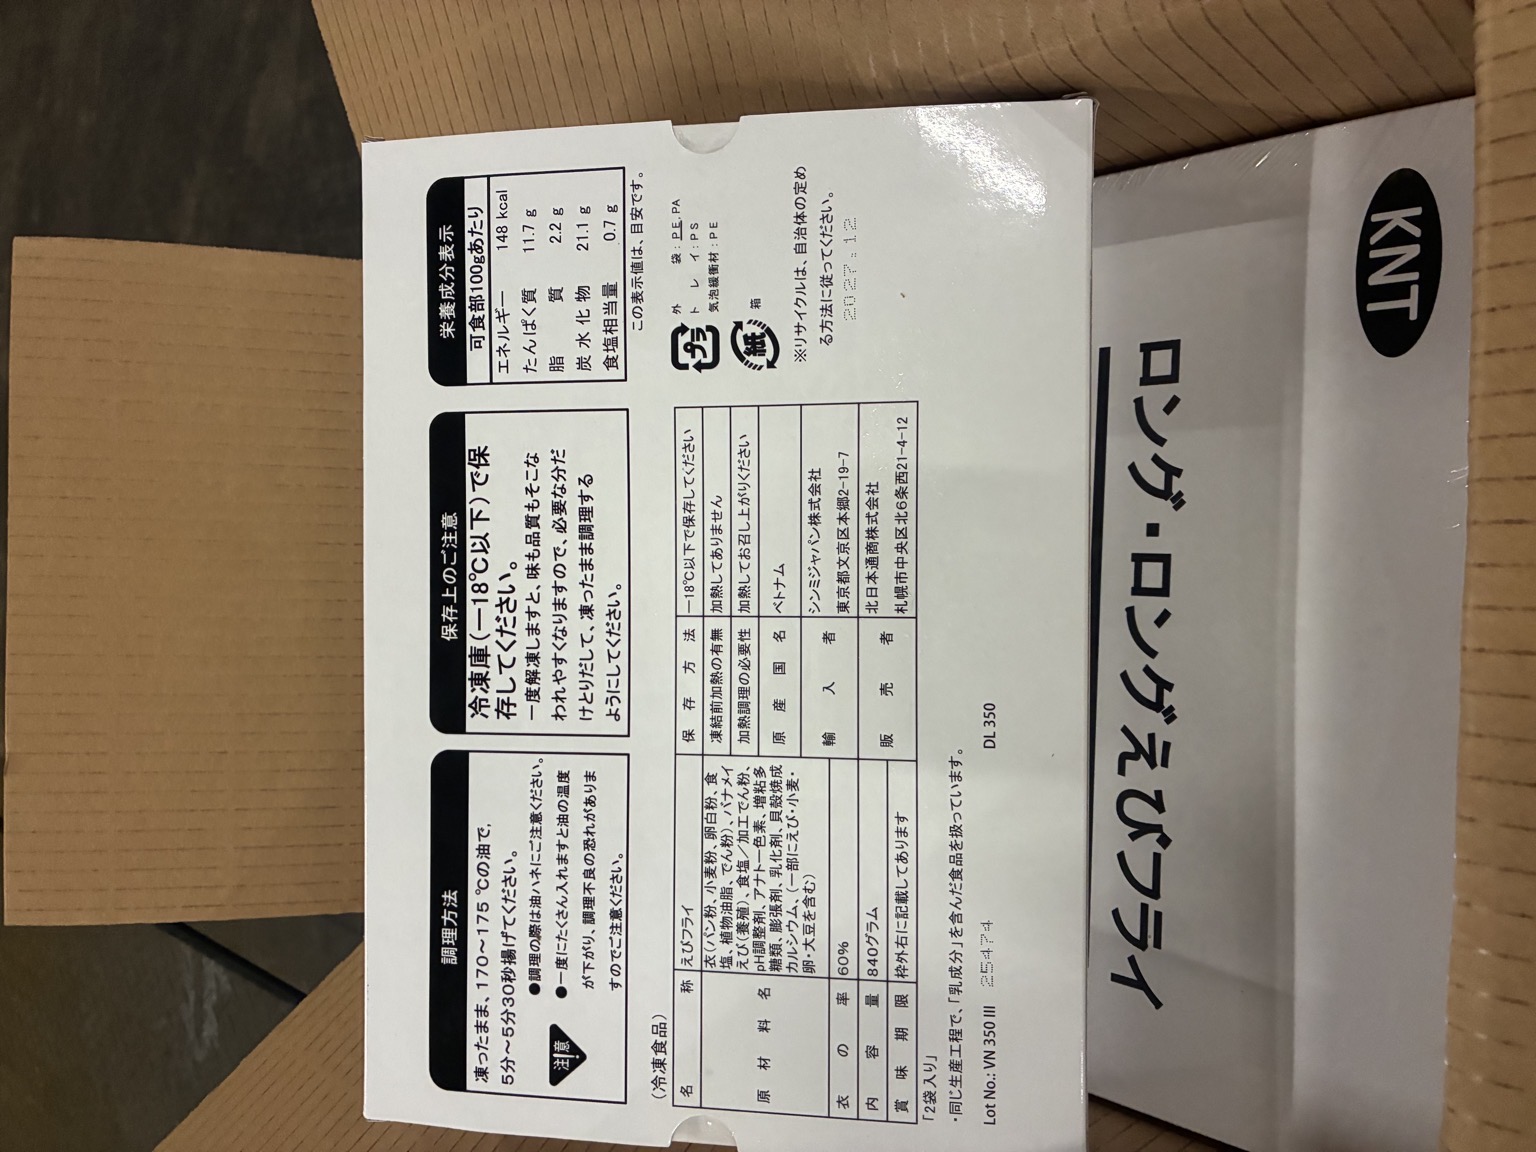 調理方法
凍ったまま、170～175℃の油で、
5分～5分30秒揚げてください。
注意
●調理の際は油ハネにご注意ください。
●一度にたくさん入れますと油の温度
が下がり、調理不良の恐れがありま
すのでご注意ください。
保存上のご注意
冷凍庫(－18℃以下)で保
存してください。
一度解凍しますと、味も品質もそこな
われやすくなりますので、必要な分だ
けとりだして、凍ったまま調理する
ようにしてください。
栄養成分表示
可食部100gあたり
エネルギー 148 kcal
たんぱく質 11.7 g
脂質 2.2 g
炭水化物 21.1 g
食塩相当量 0.7 g
この表示値は、目安です。
(冷凍食品)
名称 えびフライ
原材料名 衣(パン粉、小麦粉、卵白粉、食
塩、植物油脂、でん粉)、バナメイ
えび(養殖)、食塩／加工でん粉、
pH調整剤、アナトー色素、増粘多
糖類、膨張剤、乳化剤、貝殻焼成
カルシウム、(一部にえび・小麦・
卵・大豆を含む)
衣の率 60%
内容量 840グラム
賞味期限 枠外右に記載してあります
保存方法 －18℃以下で保存してください
凍結前加熱の有無 加熱してありません
加熱調理の必要性 加熱してお召し上がりください
原産国名 ベトナム
輸入者 シンミジャパン株式会社
東京都文京区本郷2-19-7
販売者 北日本通商株式会社
札幌市中央区北6条西21-4-12
「2袋入り」
・同じ生産工程で、「乳成分」を含んだ食品を扱っています。
Lot No.: VN 350 III 25474
DL 350
プラ
外袋:PE,PA
トレイ:PS
気泡緩衝材:PE
紙
箱
※リサイクルは、自治体の定め
る方法に従ってください。
2027.12
KNT
ロング・ロングえびフライ